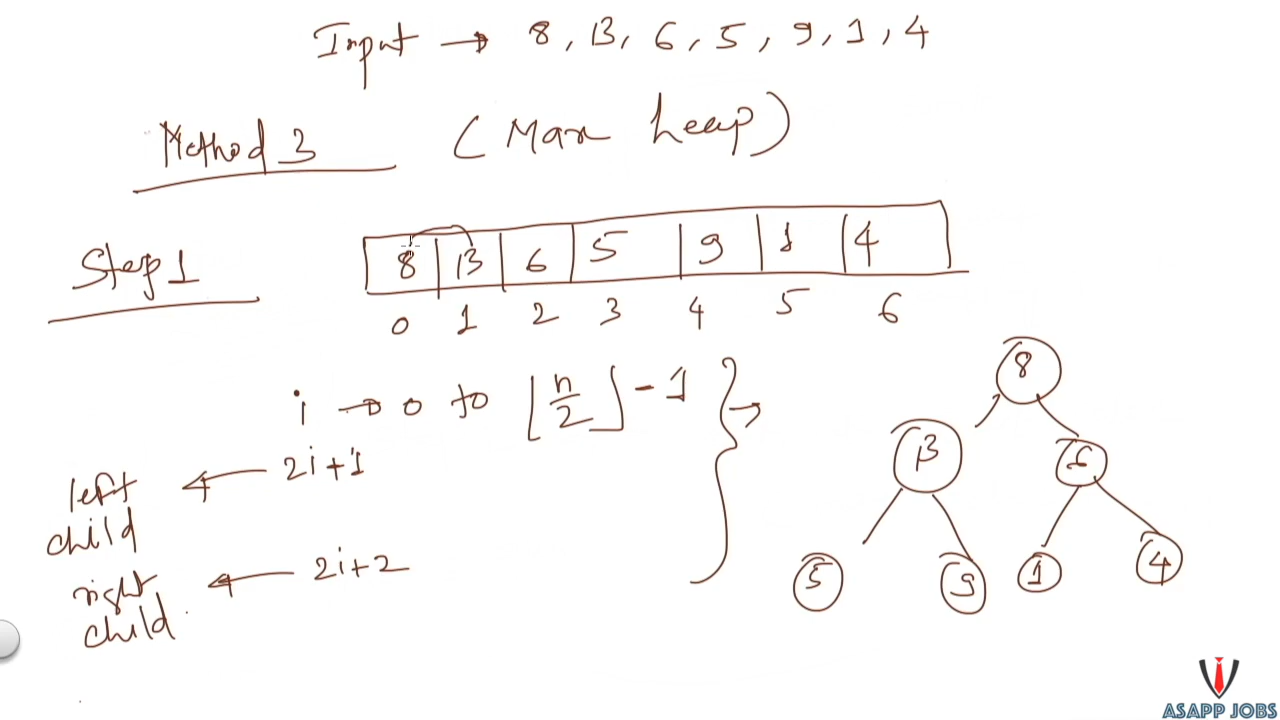 Input → 8, 13, 6, 5, 9, 1, 4
Method 3 (Max heap)
Step 1
8 13 6 5 9 1 4
0 1 2 3 4 5 6
i → 0 to ⌊n/2⌋ - 1
left child ← 2i+1
right child ← 2i+2
8
13 6
5 9 1 4
ASAPP JOBS